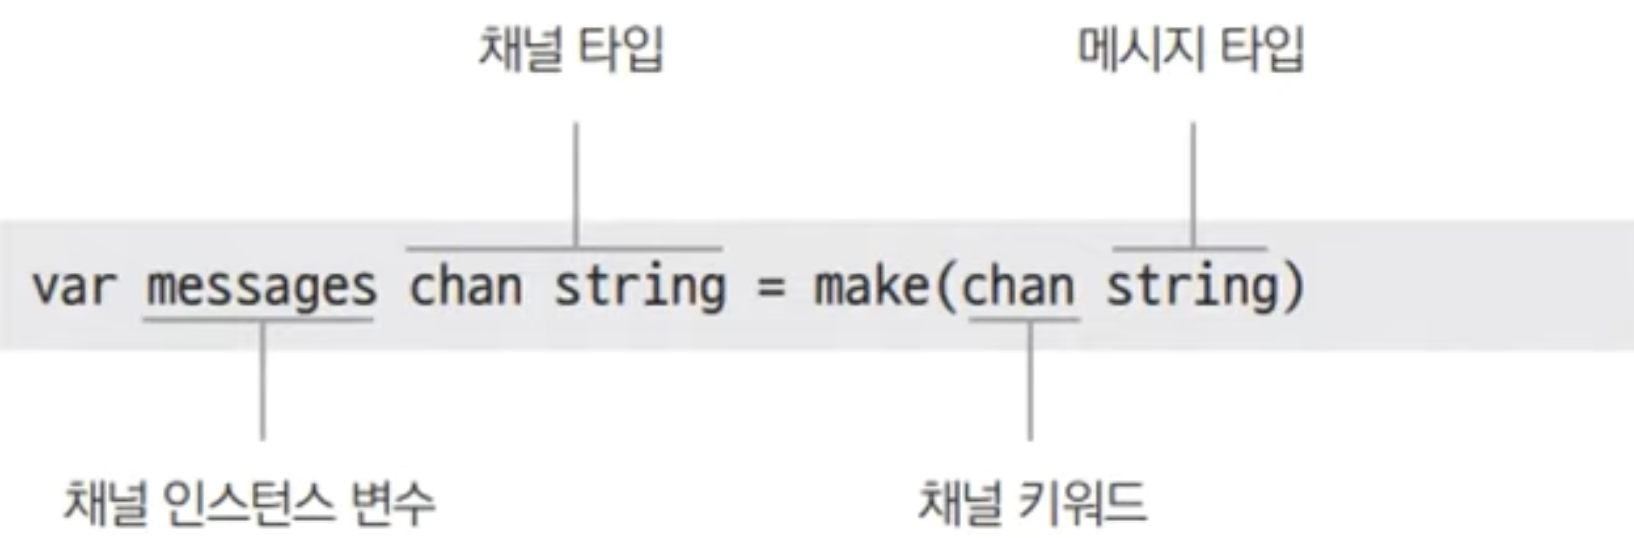 채널 타입 메시지 타입
var messages chan string = make(chan string)
채널 인스턴스 변수 채널 키워드